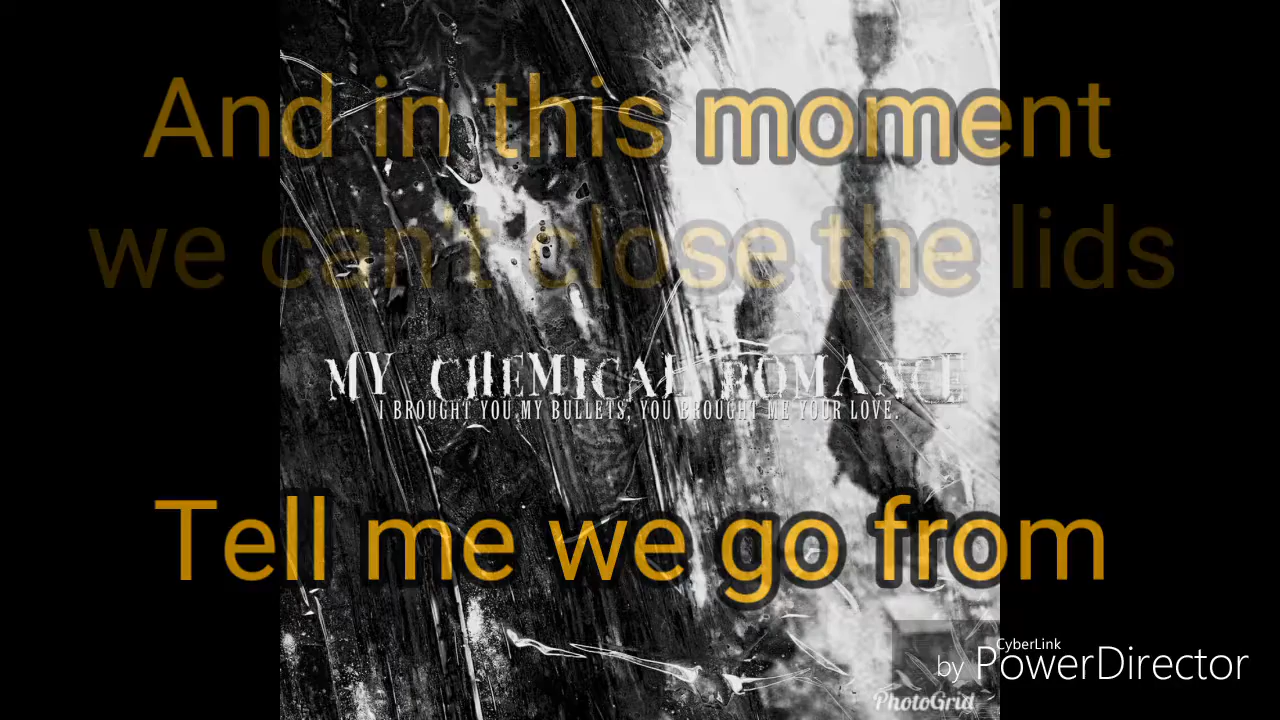 And in this moment
we can't close the lids
MY CHEMICAL ROMANCE
I BROUGHT YOU MY BULLETS, YOU BROUGHT ME YOUR LOVE.
Tell me we go from
CyberLink
by PowerDirector
PhotoGrid